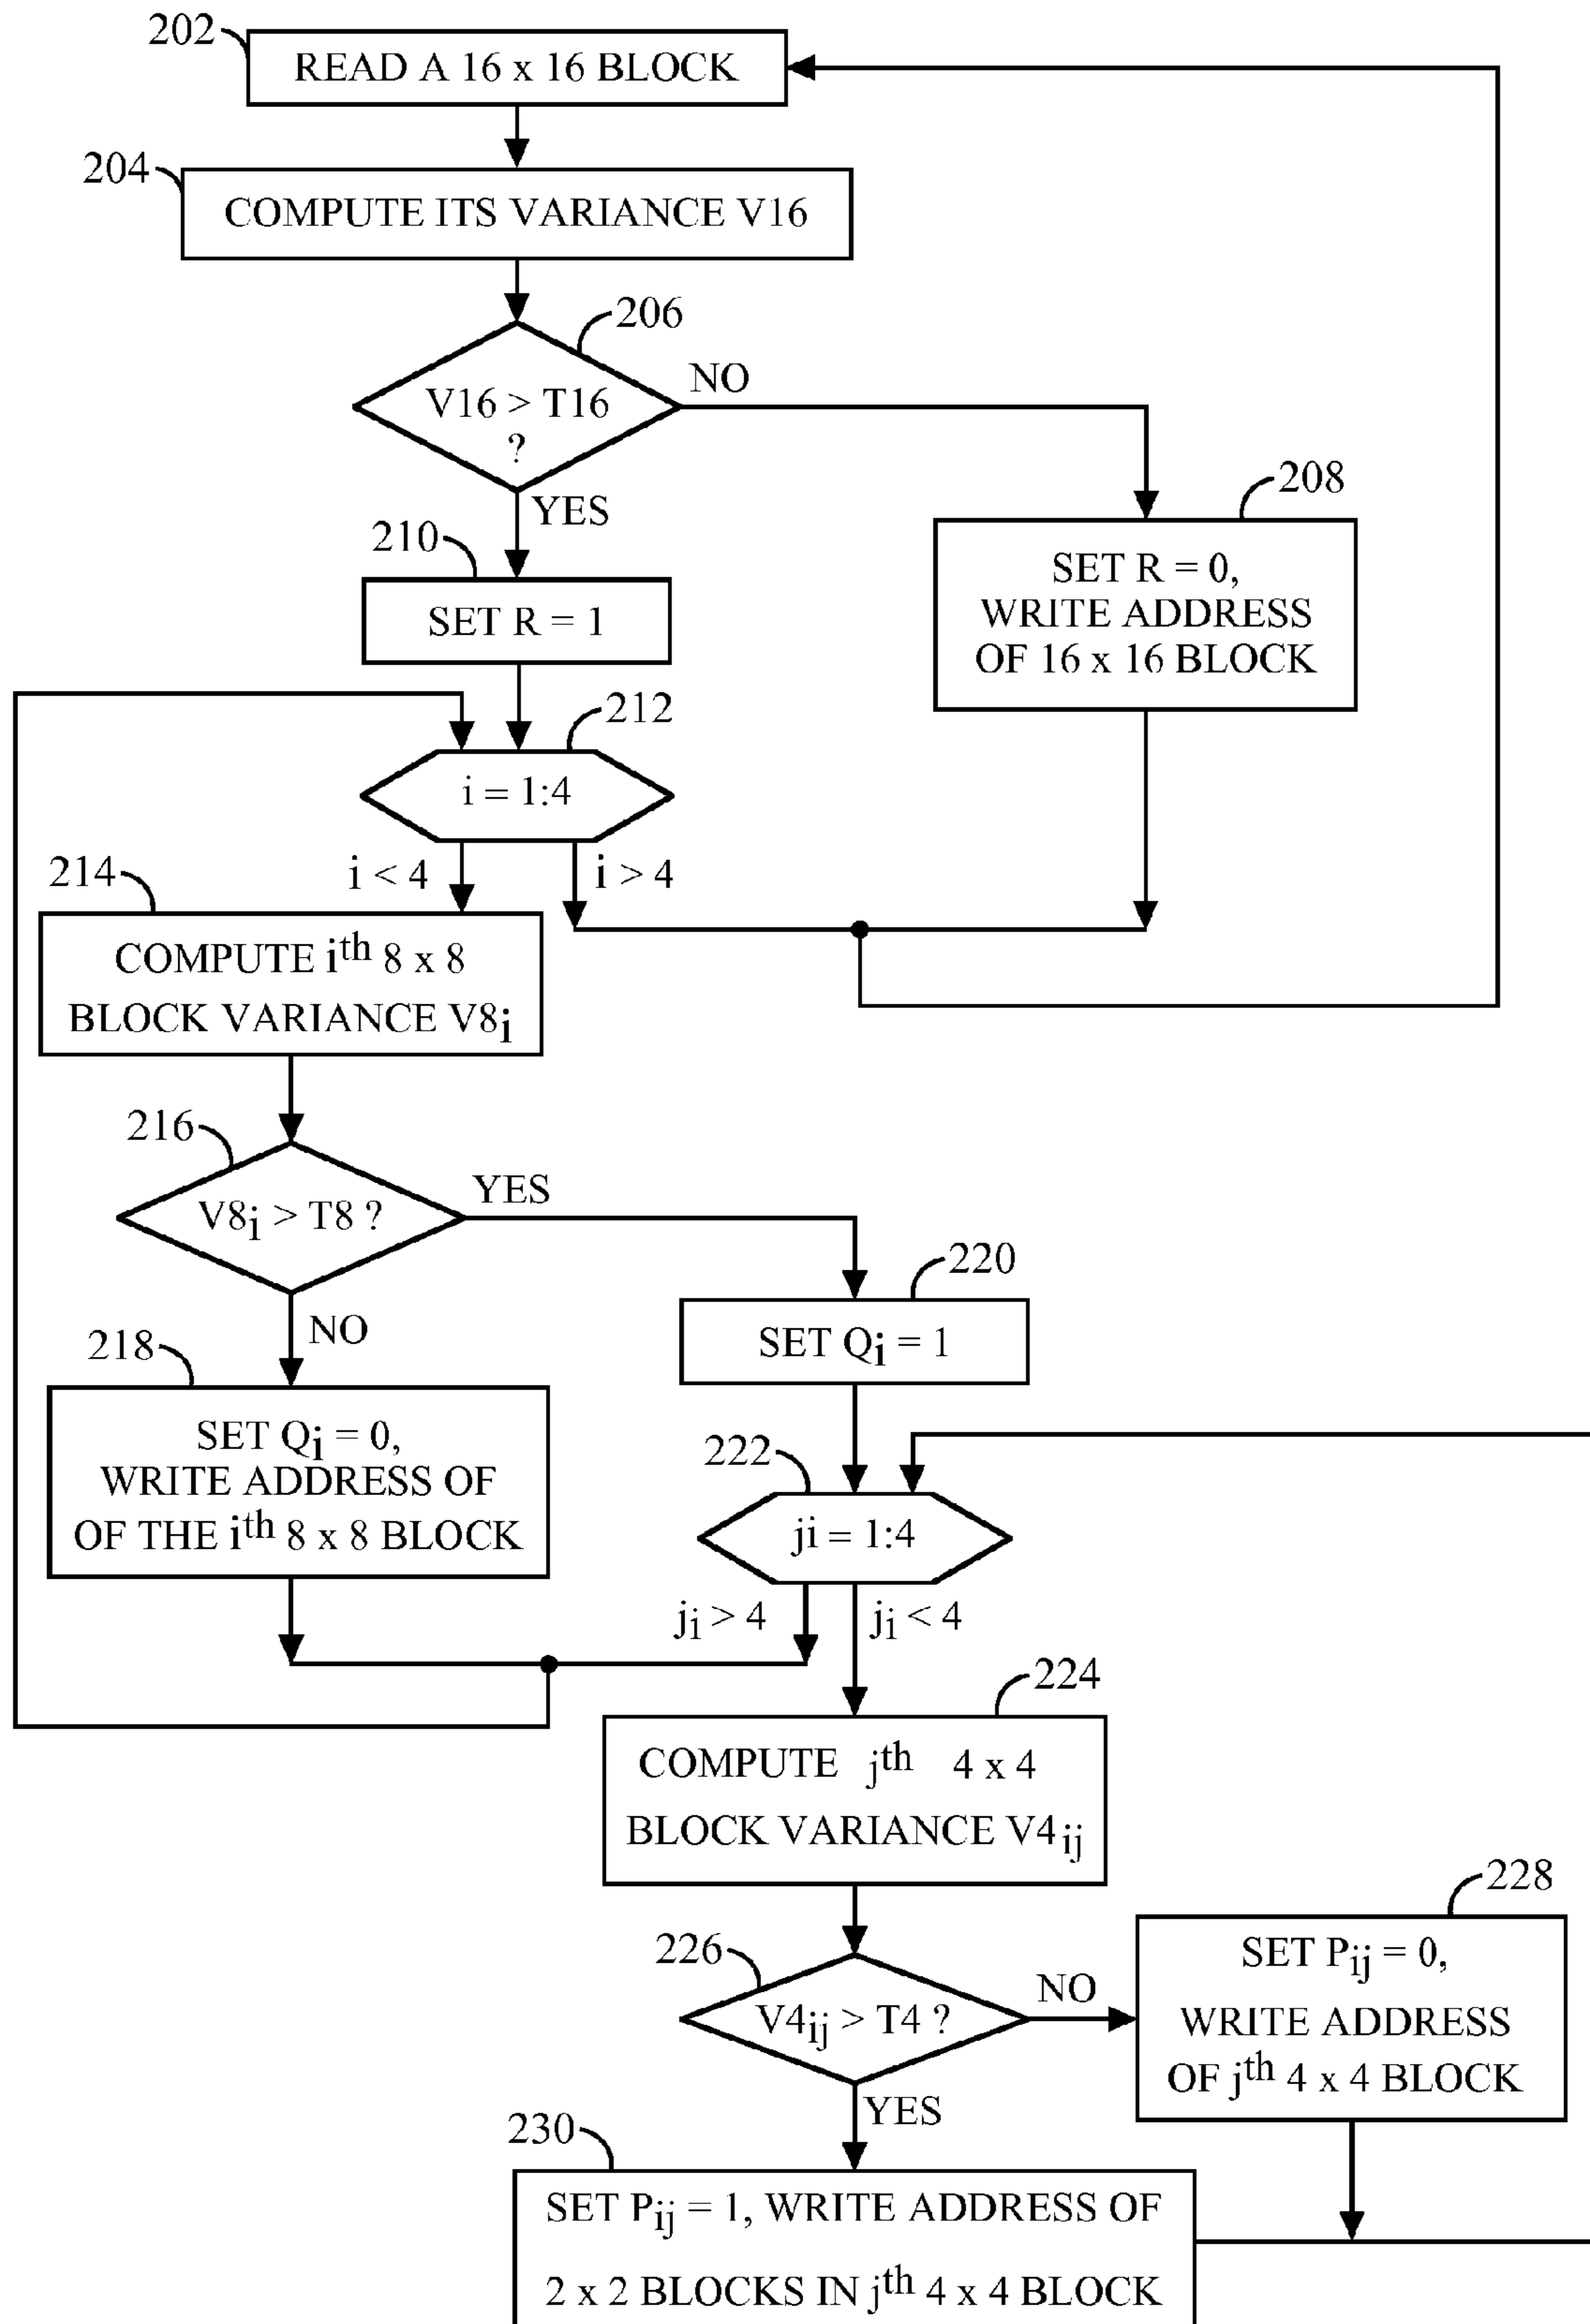 202
READ A 16 x 16 BLOCK
204
COMPUTE ITS VARIANCE V16
206
V16 > T16
?
NO
YES
208
SET R = 0,
WRITE ADDRESS
OF 16 x 16 BLOCK
210
SET R = 1
212
i = 1:4
i < 4
i > 4
214
COMPUTE ith 8 x 8
BLOCK VARIANCE V8i
216
V8i > T8 ?
YES
NO
218
SET Qi = 0,
WRITE ADDRESS OF
OF THE ith 8 x 8 BLOCK
220
SET Qi = 1
222
ji = 1:4
ji > 4
ji < 4
224
COMPUTE jth 4 x 4
BLOCK VARIANCE V4ij
226
V4ij > T4 ?
NO
YES
228
SET Pij = 0,
WRITE ADDRESS
OF jth 4 x 4 BLOCK
230
SET Pij = 1, WRITE ADDRESS OF
2 x 2 BLOCKS IN jth 4 x 4 BLOCK